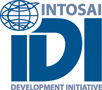 INTOSAI
IDI
DEVELOPMENT INITIATIVE